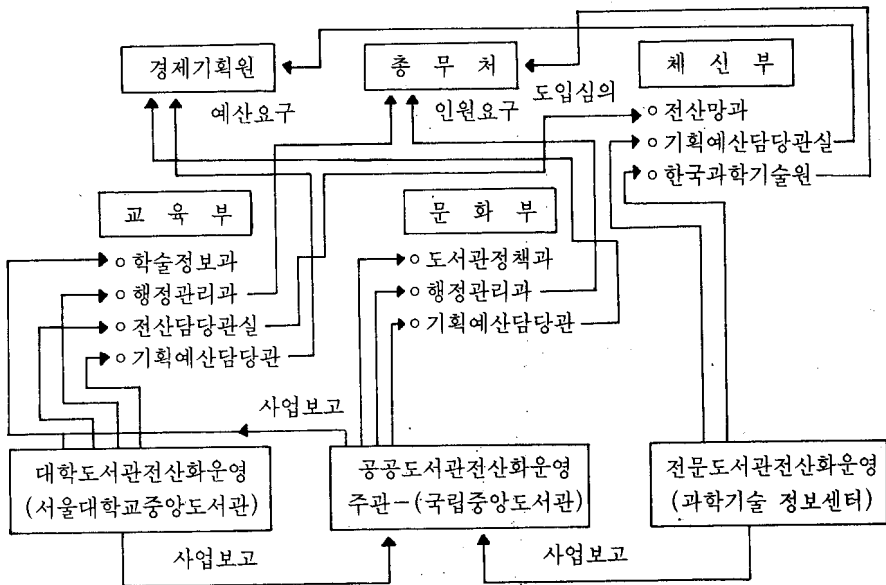 경제기획원
총 무 처
체 신 부
예산요구
인원요구
도입심의
○ 전산망과
○ 기획예산담당관실
○ 한국과학기술원
교 육 부
문 화 부
○ 학술정보과
○ 행정관리과
○ 전산담당관실
○ 기획예산담당관
○ 도서관정책과
○ 행정관리과
○ 기획예산담당관
사업보고
대학도서관전산화운영
(서울대학교중앙도서관)
공공도서관전산화운영
주관-(국립중앙도서관)
전문도서관전산화운영
(과학기술 정보센터)
사업보고
사업보고